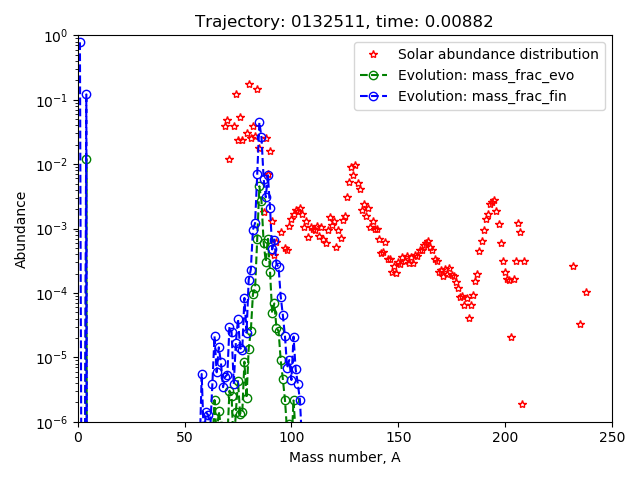 Trajectory: 0132511, time: 0.00882
Solar abundance distribution
Evolution: mass_frac_evo
Evolution: mass_frac_fin
Abundance
10⁰
10⁻¹
10⁻²
10⁻³
10⁻⁴
10⁻⁵
10⁻⁶
0 50 100 150 200 250
Mass number, A